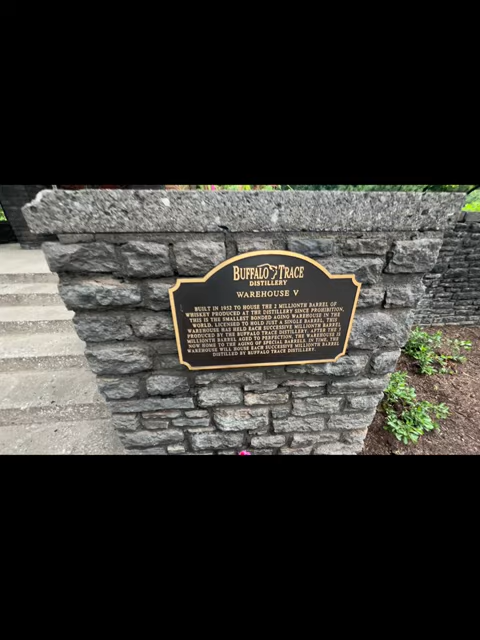 BUFFALO TRACE
DISTILLERY
WAREHOUSE V
BUILT IN 1952 TO HOUSE THE 2 MILLIONTH BARREL OF
WHISKEY PRODUCED AT THE DISTILLERY SINCE PROHIBITION,
THIS IS THE SMALLEST BONDED AGING WAREHOUSE IN THE
WORLD. LICENSED TO HOLD JUST A SINGLE BARREL, THIS
WAREHOUSE HAS HELD EACH SUCCESSIVE MILLIONTH BARREL
PRODUCED BY THE BUFFALO TRACE DISTILLERY. AFTER THE
MILLIONTH BARREL AGED TO PERFECTION, THE WAREHOUSE IS
NOW HOME TO THE AGING OF SPECIAL BARRELS. IN TIME, THE
WAREHOUSE WILL HOUSE EACH SUCCESSIVE MILLIONTH BARREL
DISTILLED BY BUFFALO TRACE DISTILLERY.